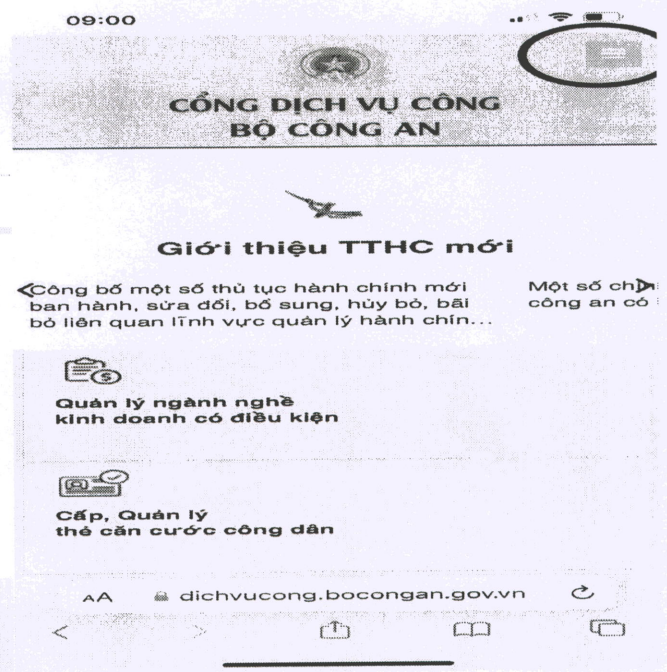 09:00
CỔNG DỊCH VỤ CÔNG
BỘ CÔNG AN
Giới thiệu TTHC mới
Công bố một số thủ tục hành chính mới
ban hành, sửa đổi, bổ sung, hủy bỏ, bãi
bỏ liên quan lĩnh vực quản lý hành chín...
Một số
công an có
Quản lý ngành nghề
kinh doanh có điều kiện
Cấp, Quản lý
thẻ căn cước công dân
AA dichvucong.bocongan.gov.vn